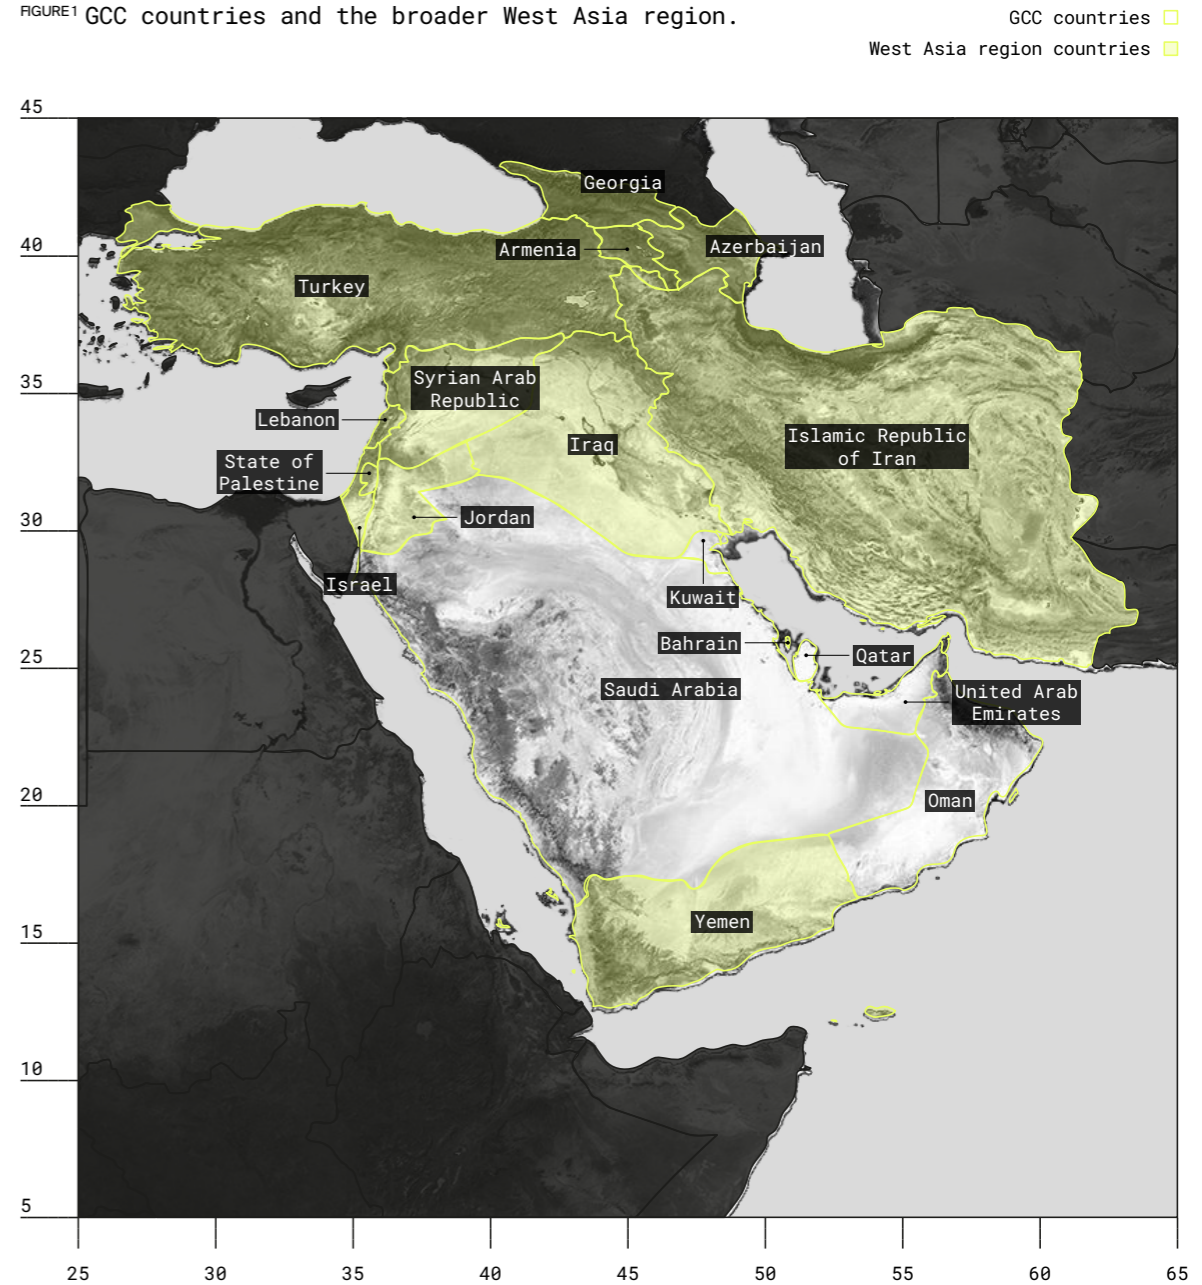 FIGURE1 GCC countries and the broader West Asia region.
GCC countries
West Asia region countries
45
40
35
30
25
20
15
10
5
Georgia
Armenia
Azerbaijan
Turkey
Syrian Arab
Republic
Lebanon
Iraq
Islamic Republic
of Iran
State of
Palestine
Jordan
Israel
Kuwait
Bahrain
Qatar
Saudi Arabia
United Arab
Emirates
Oman
Yemen
25 30 35 40 45 50 55 60 65